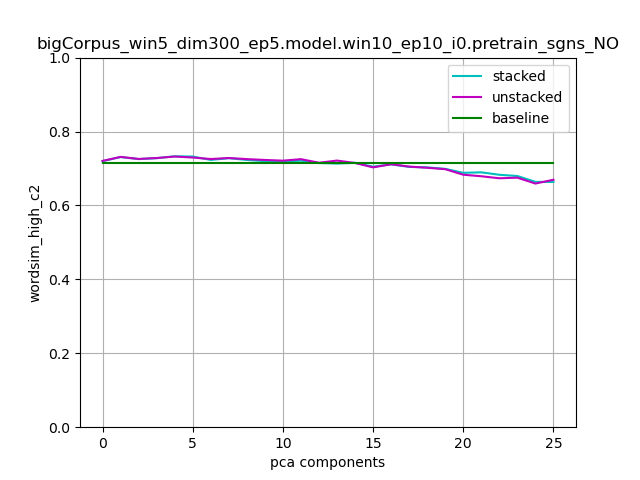 bigCorpus_win5_dim300_ep5.model.win10_ep10_i0.pretrain_sgns_NO
1.0
0.8
0.6
0.4
0.2
0.0
wordsim_high_c2
stacked
unstacked
baseline
0 5 10 15 20 25
pca components